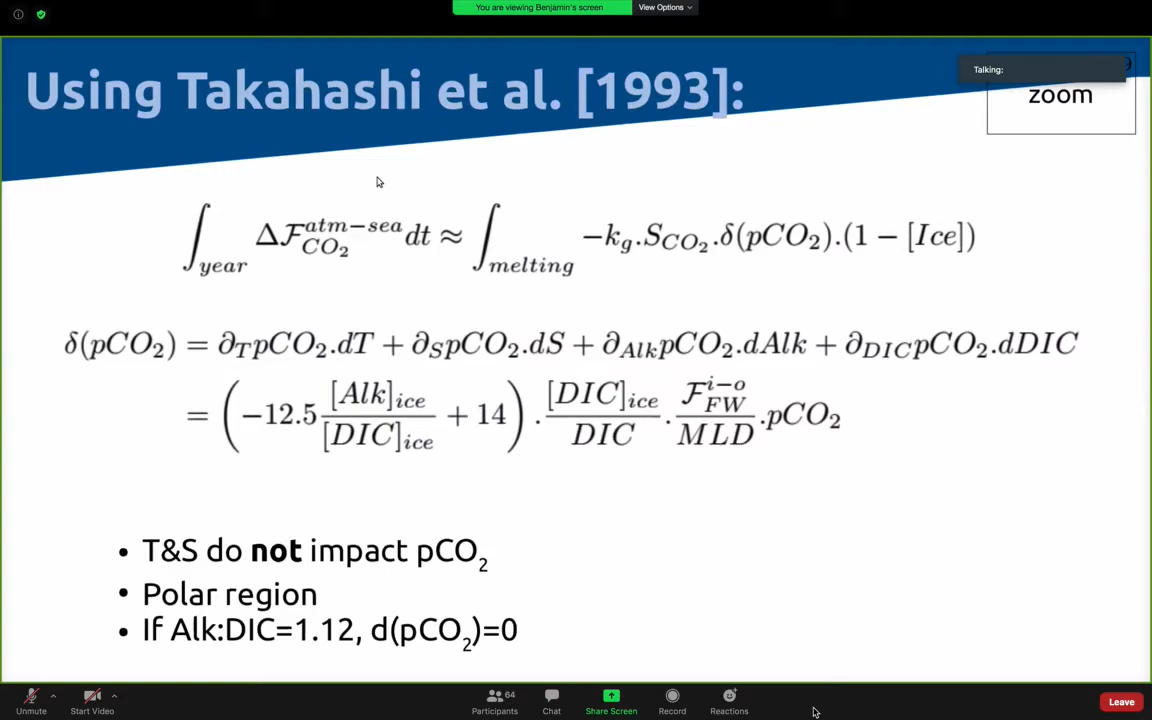 You are viewing Benjamin's screen View Options
Talking:
Using Takahashi et al. [1993]:
zoom
∫_year ΔF_CO₂^{atm−sea} dt ≈ ∫_melting −k_g.S_CO₂.δ(pCO₂).(1 − [Ice])
δ(pCO₂) = ∂_T pCO₂.dT + ∂_S pCO₂.dS + ∂_Alk pCO₂.dAlk + ∂_DIC pCO₂.dDIC
= (−12.5 [Alk]_ice / [DIC]_ice + 14) . [DIC]_ice / DIC . F_FW^{i−o} / MLD .pCO₂
• T&S do not impact pCO₂
• Polar region
• If Alk:DIC=1.12, d(pCO₂)=0
Unmute
Start Video
64
Participants
Chat
Share Screen
Record
Reactions
Leave